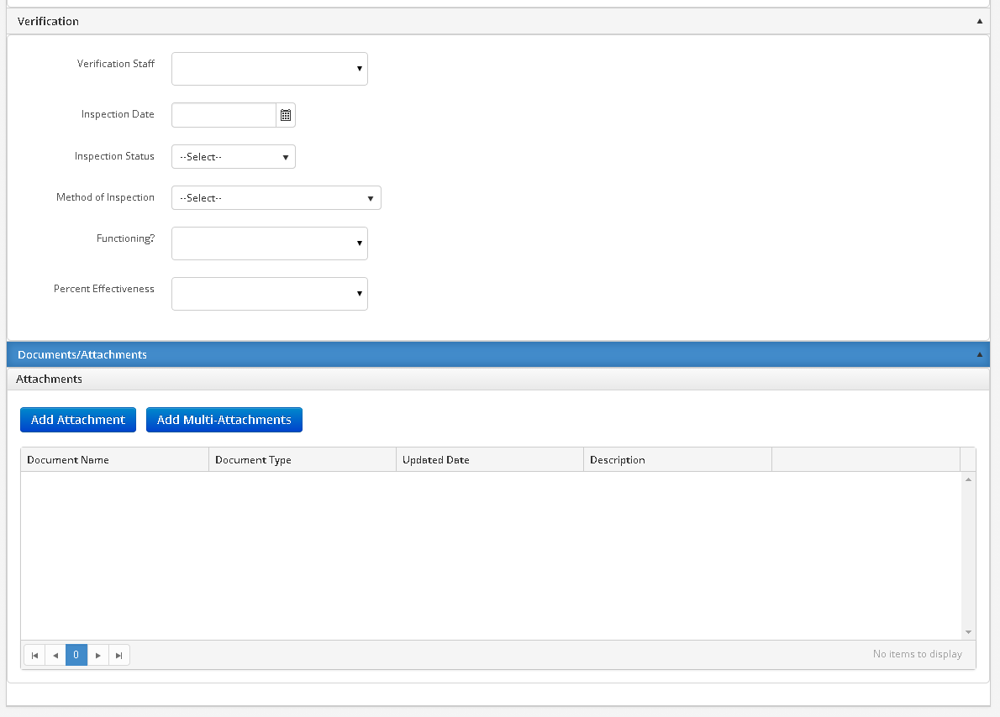 Verification
Verification Staff
Inspection Date
Inspection Status --Select--
Method of Inspection --Select--
Functioning?
Percent Effectiveness
Documents/Attachments
Attachments
Add Attachment Add Multi-Attachments
Document Name Document Type Updated Date Description
0 No items to display